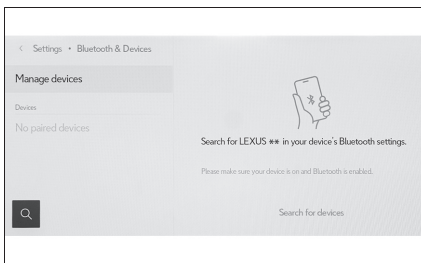 Settings • Bluetooth & Devices
Manage devices
Devices
No paired devices
Search for LEXUS ** in your device's Bluetooth settings.
Please make sure your device is on and Bluetooth is enabled.
Search for devices